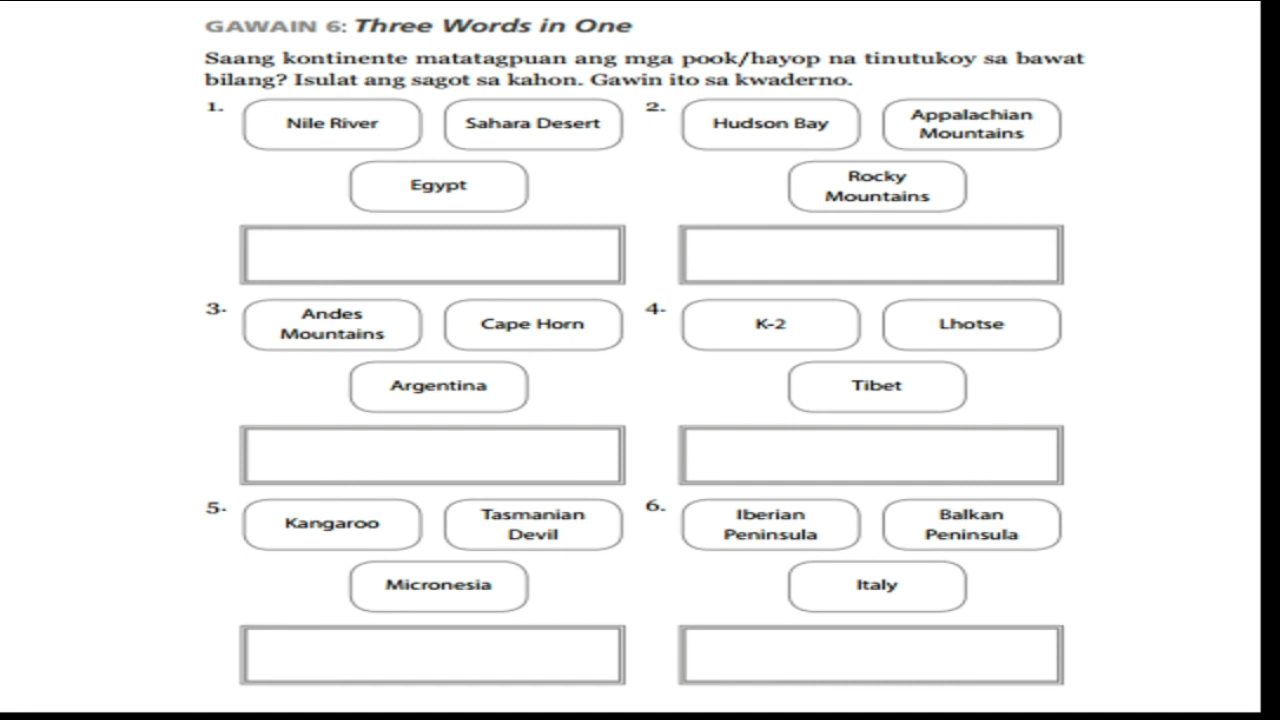 GAWAIN 6: Three Words in One
Saang kontinente matatagpuan ang mga pook/hayop na tinutukoy sa bawat
bilang? Isulat ang sagot sa kahon. Gawin ito sa kwaderno.
1.
Nile River
Sahara Desert
Egypt
2.
Hudson Bay
Appalachian
Mountains
Rocky
Mountains
3.
Andes
Mountains
Cape Horn
Argentina
4.
K-2
Lhotse
Tibet
5.
Kangaroo
Tasmanian
Devil
Micronesia
6.
Iberian
Peninsula
Balkan
Peninsula
Italy